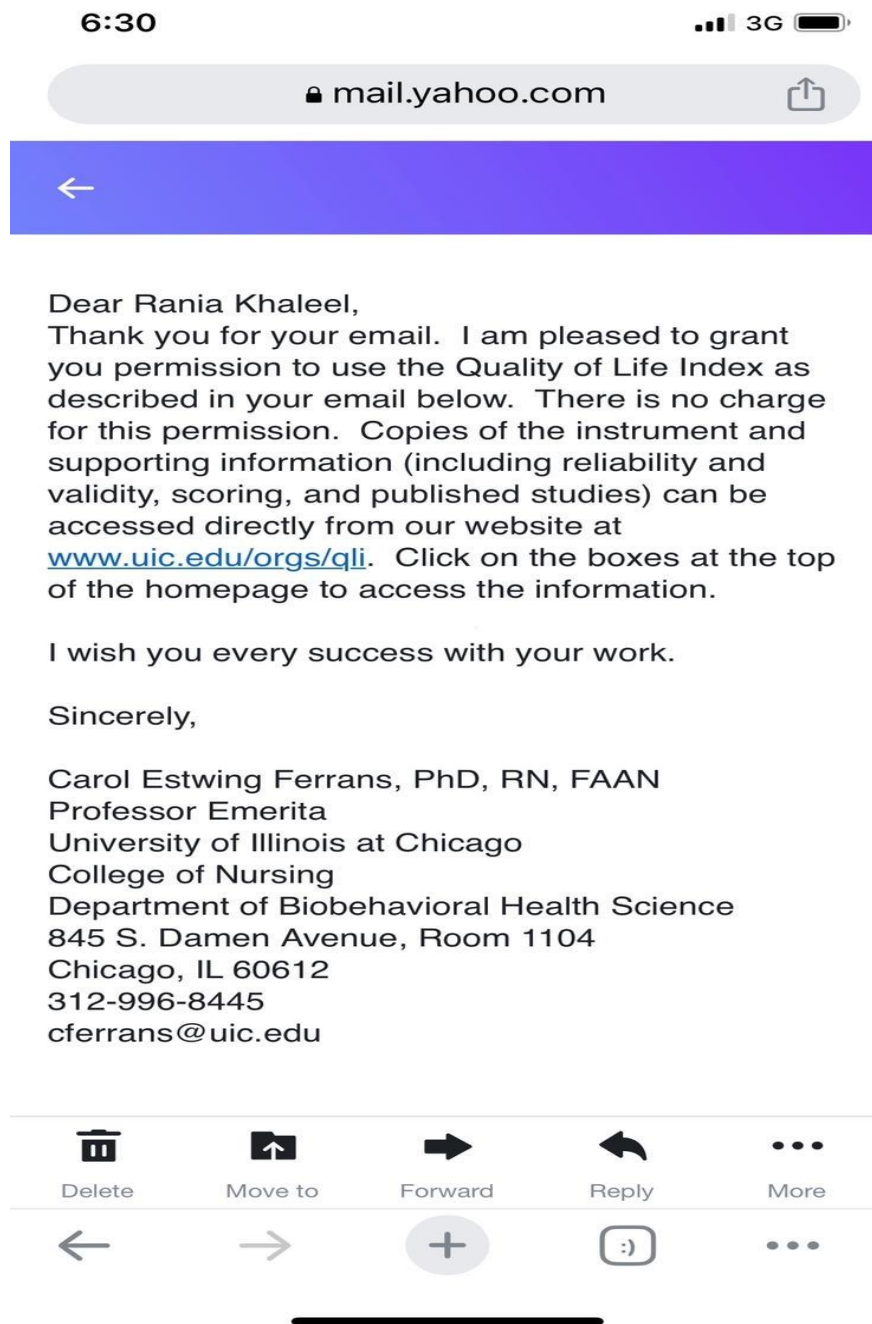 6:30 3G
mail.yahoo.com
Dear Rania Khaleel,
Thank you for your email.  I am pleased to grant
you permission to use the Quality of Life Index as
described in your email below.  There is no charge
for this permission.  Copies of the instrument and
supporting information (including reliability and
validity, scoring, and published studies) can be
accessed directly from our website at
www.uic.edu/orgs/qli.  Click on the boxes at the top
of the homepage to access the information.
I wish you every success with your work.
Sincerely,
Carol Estwing Ferrans, PhD, RN, FAAN
Professor Emerita
University of Illinois at Chicago
College of Nursing
Department of Biobehavioral Health Science
845 S. Damen Avenue, Room 1104
Chicago, IL 60612
312-996-8445
cferrans@uic.edu
Delete Move to Forward Reply More
:)